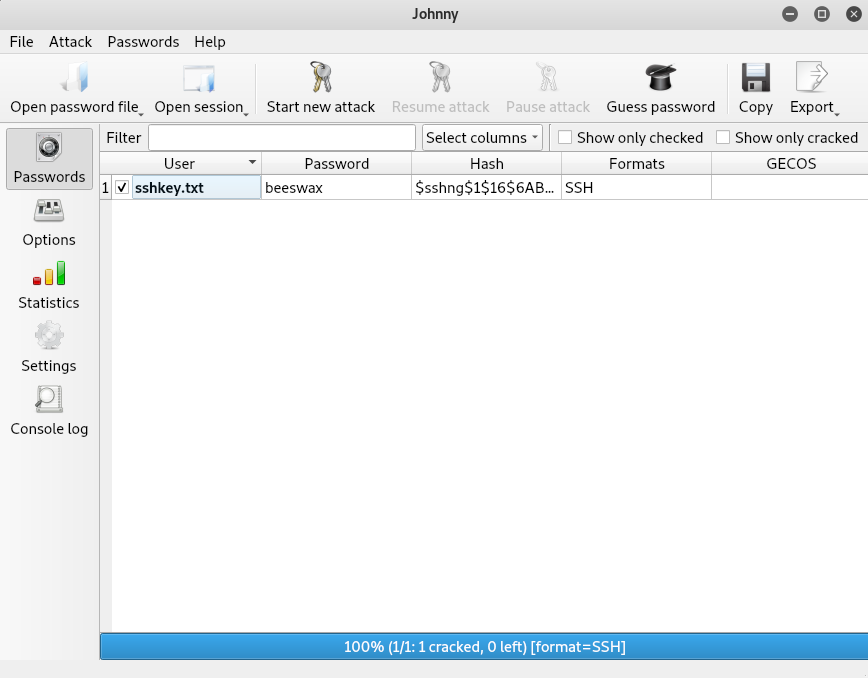 Johnny
File Attack Passwords Help
Open password file Open session Start new attack Resume attack Pause attack Guess password Copy Export
Passwords
Options
Statistics
Settings
Console log
Filter Select columns Show only checked Show only cracked
User Password Hash Formats GECOS
1 sshkey.txt beeswax $sshng$1$16$6AB... SSH
100% (1/1: 1 cracked, 0 left) [format=SSH]